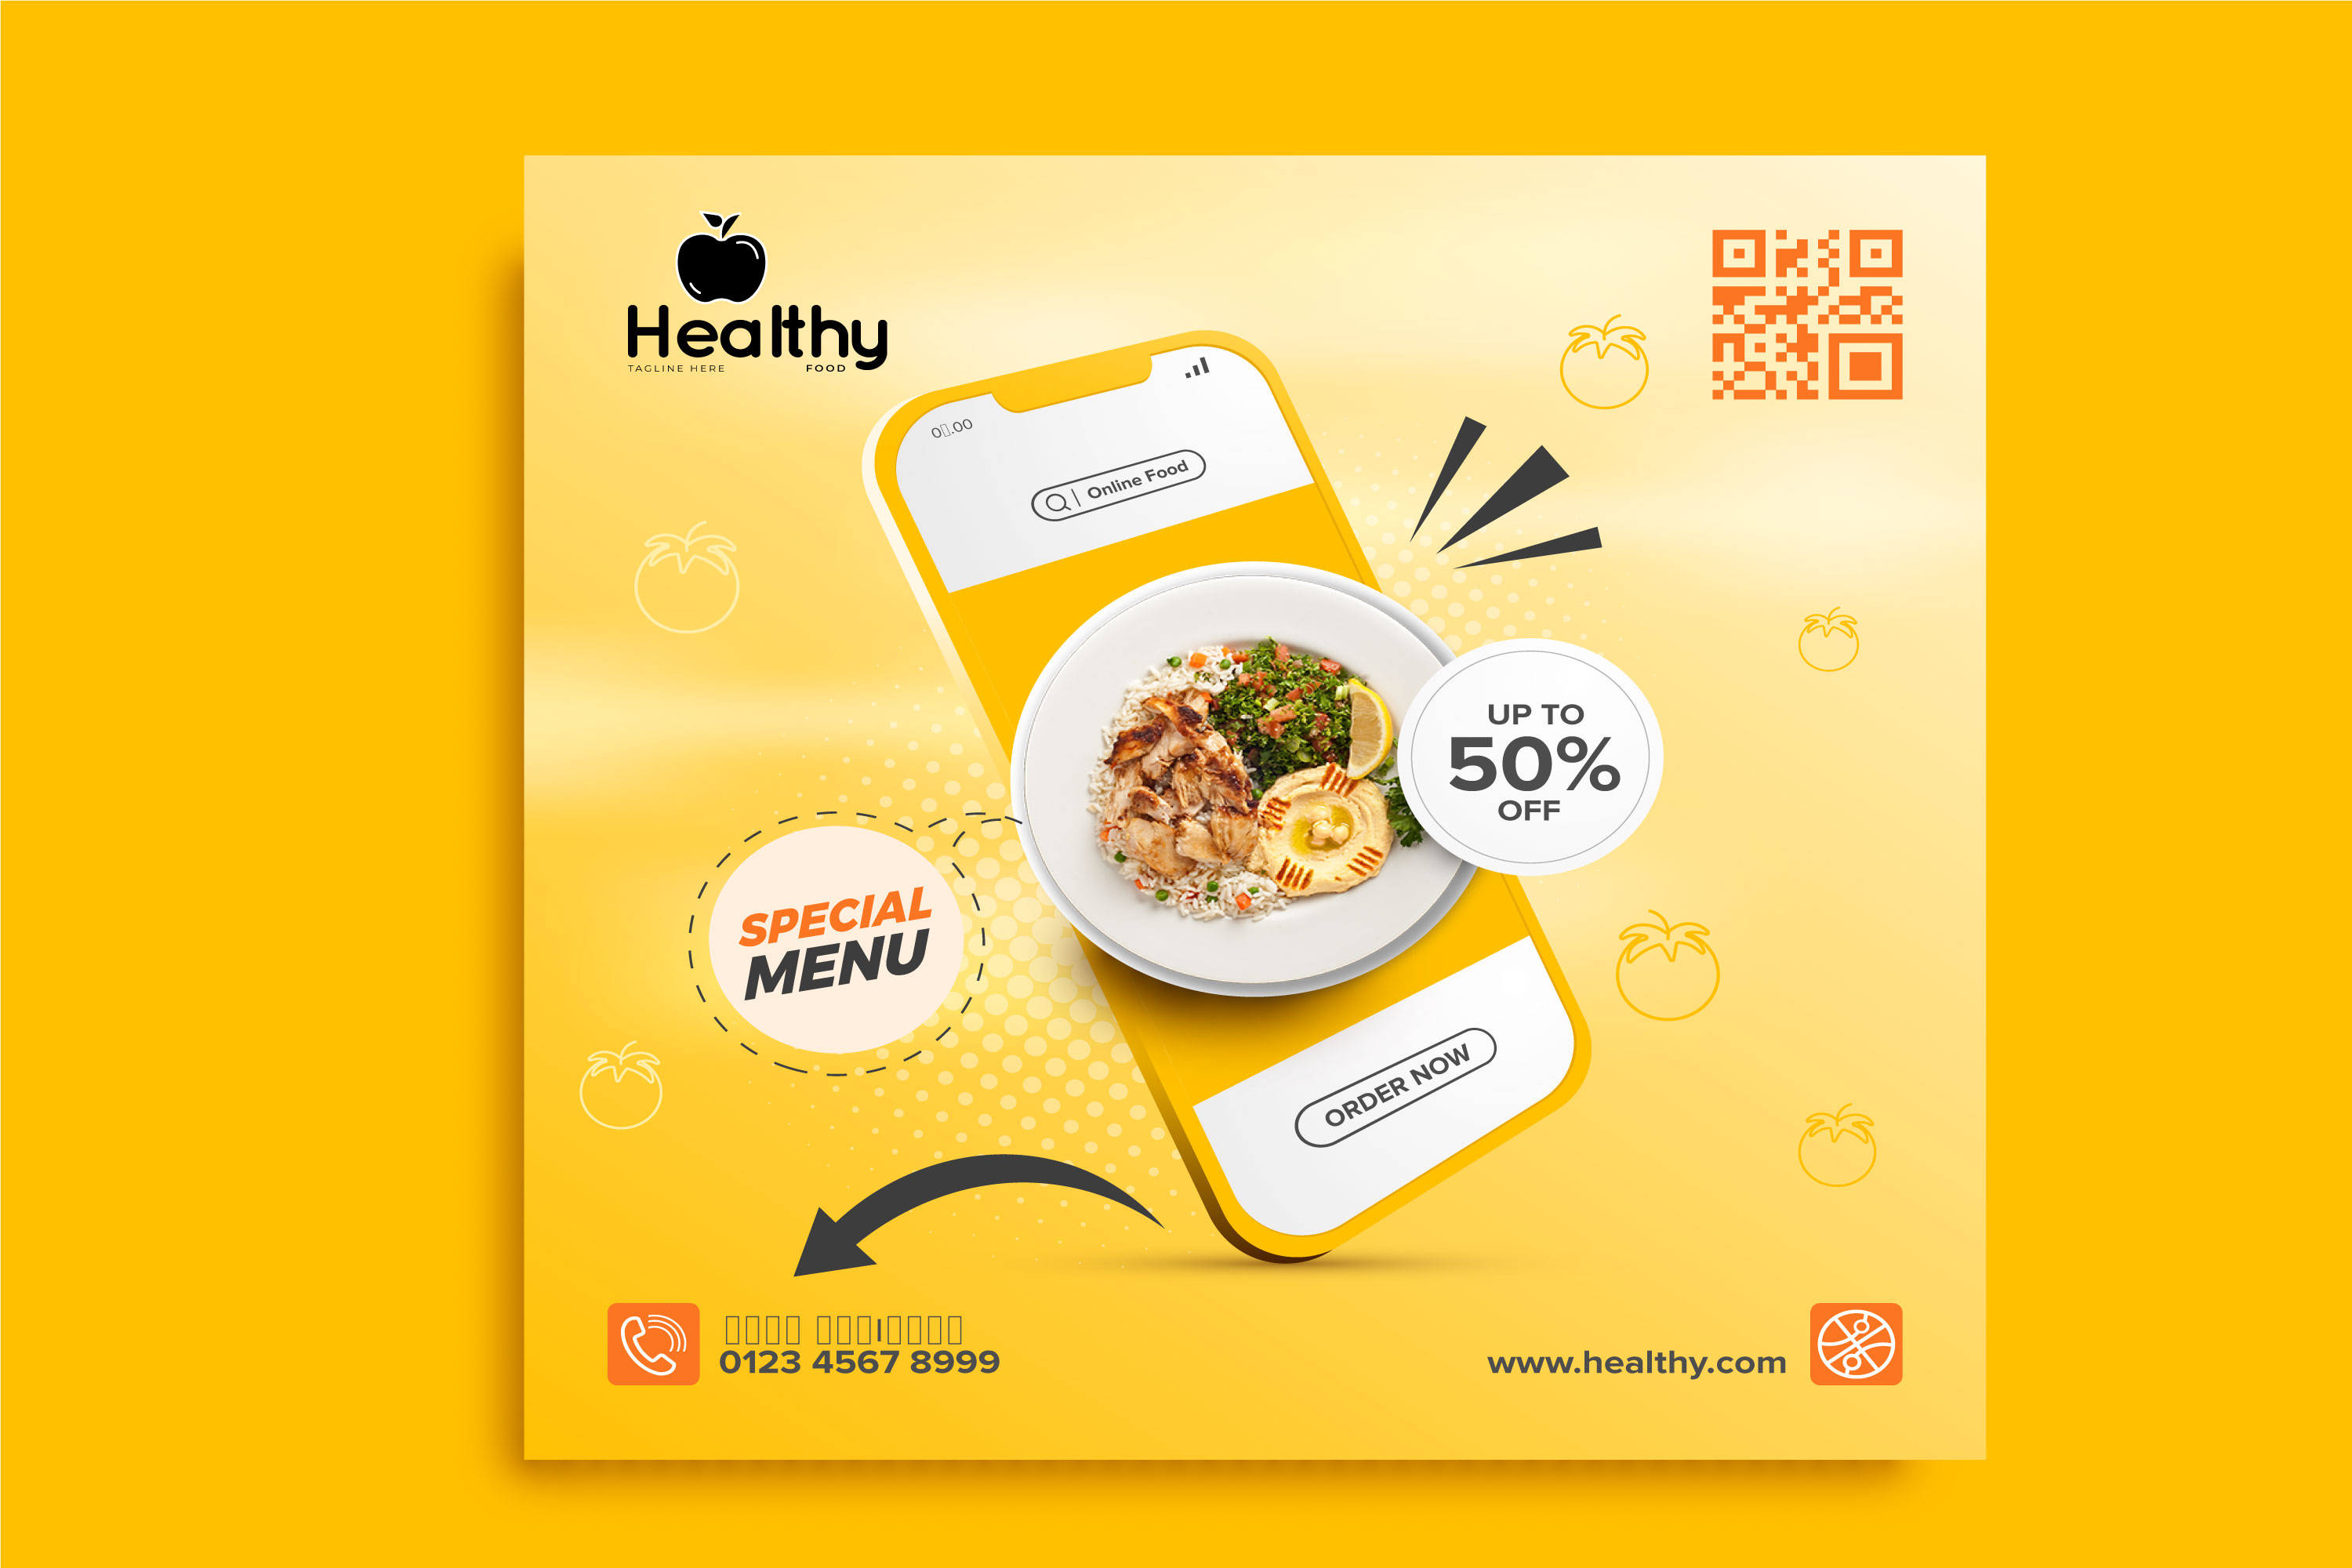 Healthy
TAGLINE HERE FOOD
Online Food
UP TO
50%
OFF
SPECIAL
MENU
ORDER NOW
0123 4567 8999
www.healthy.com